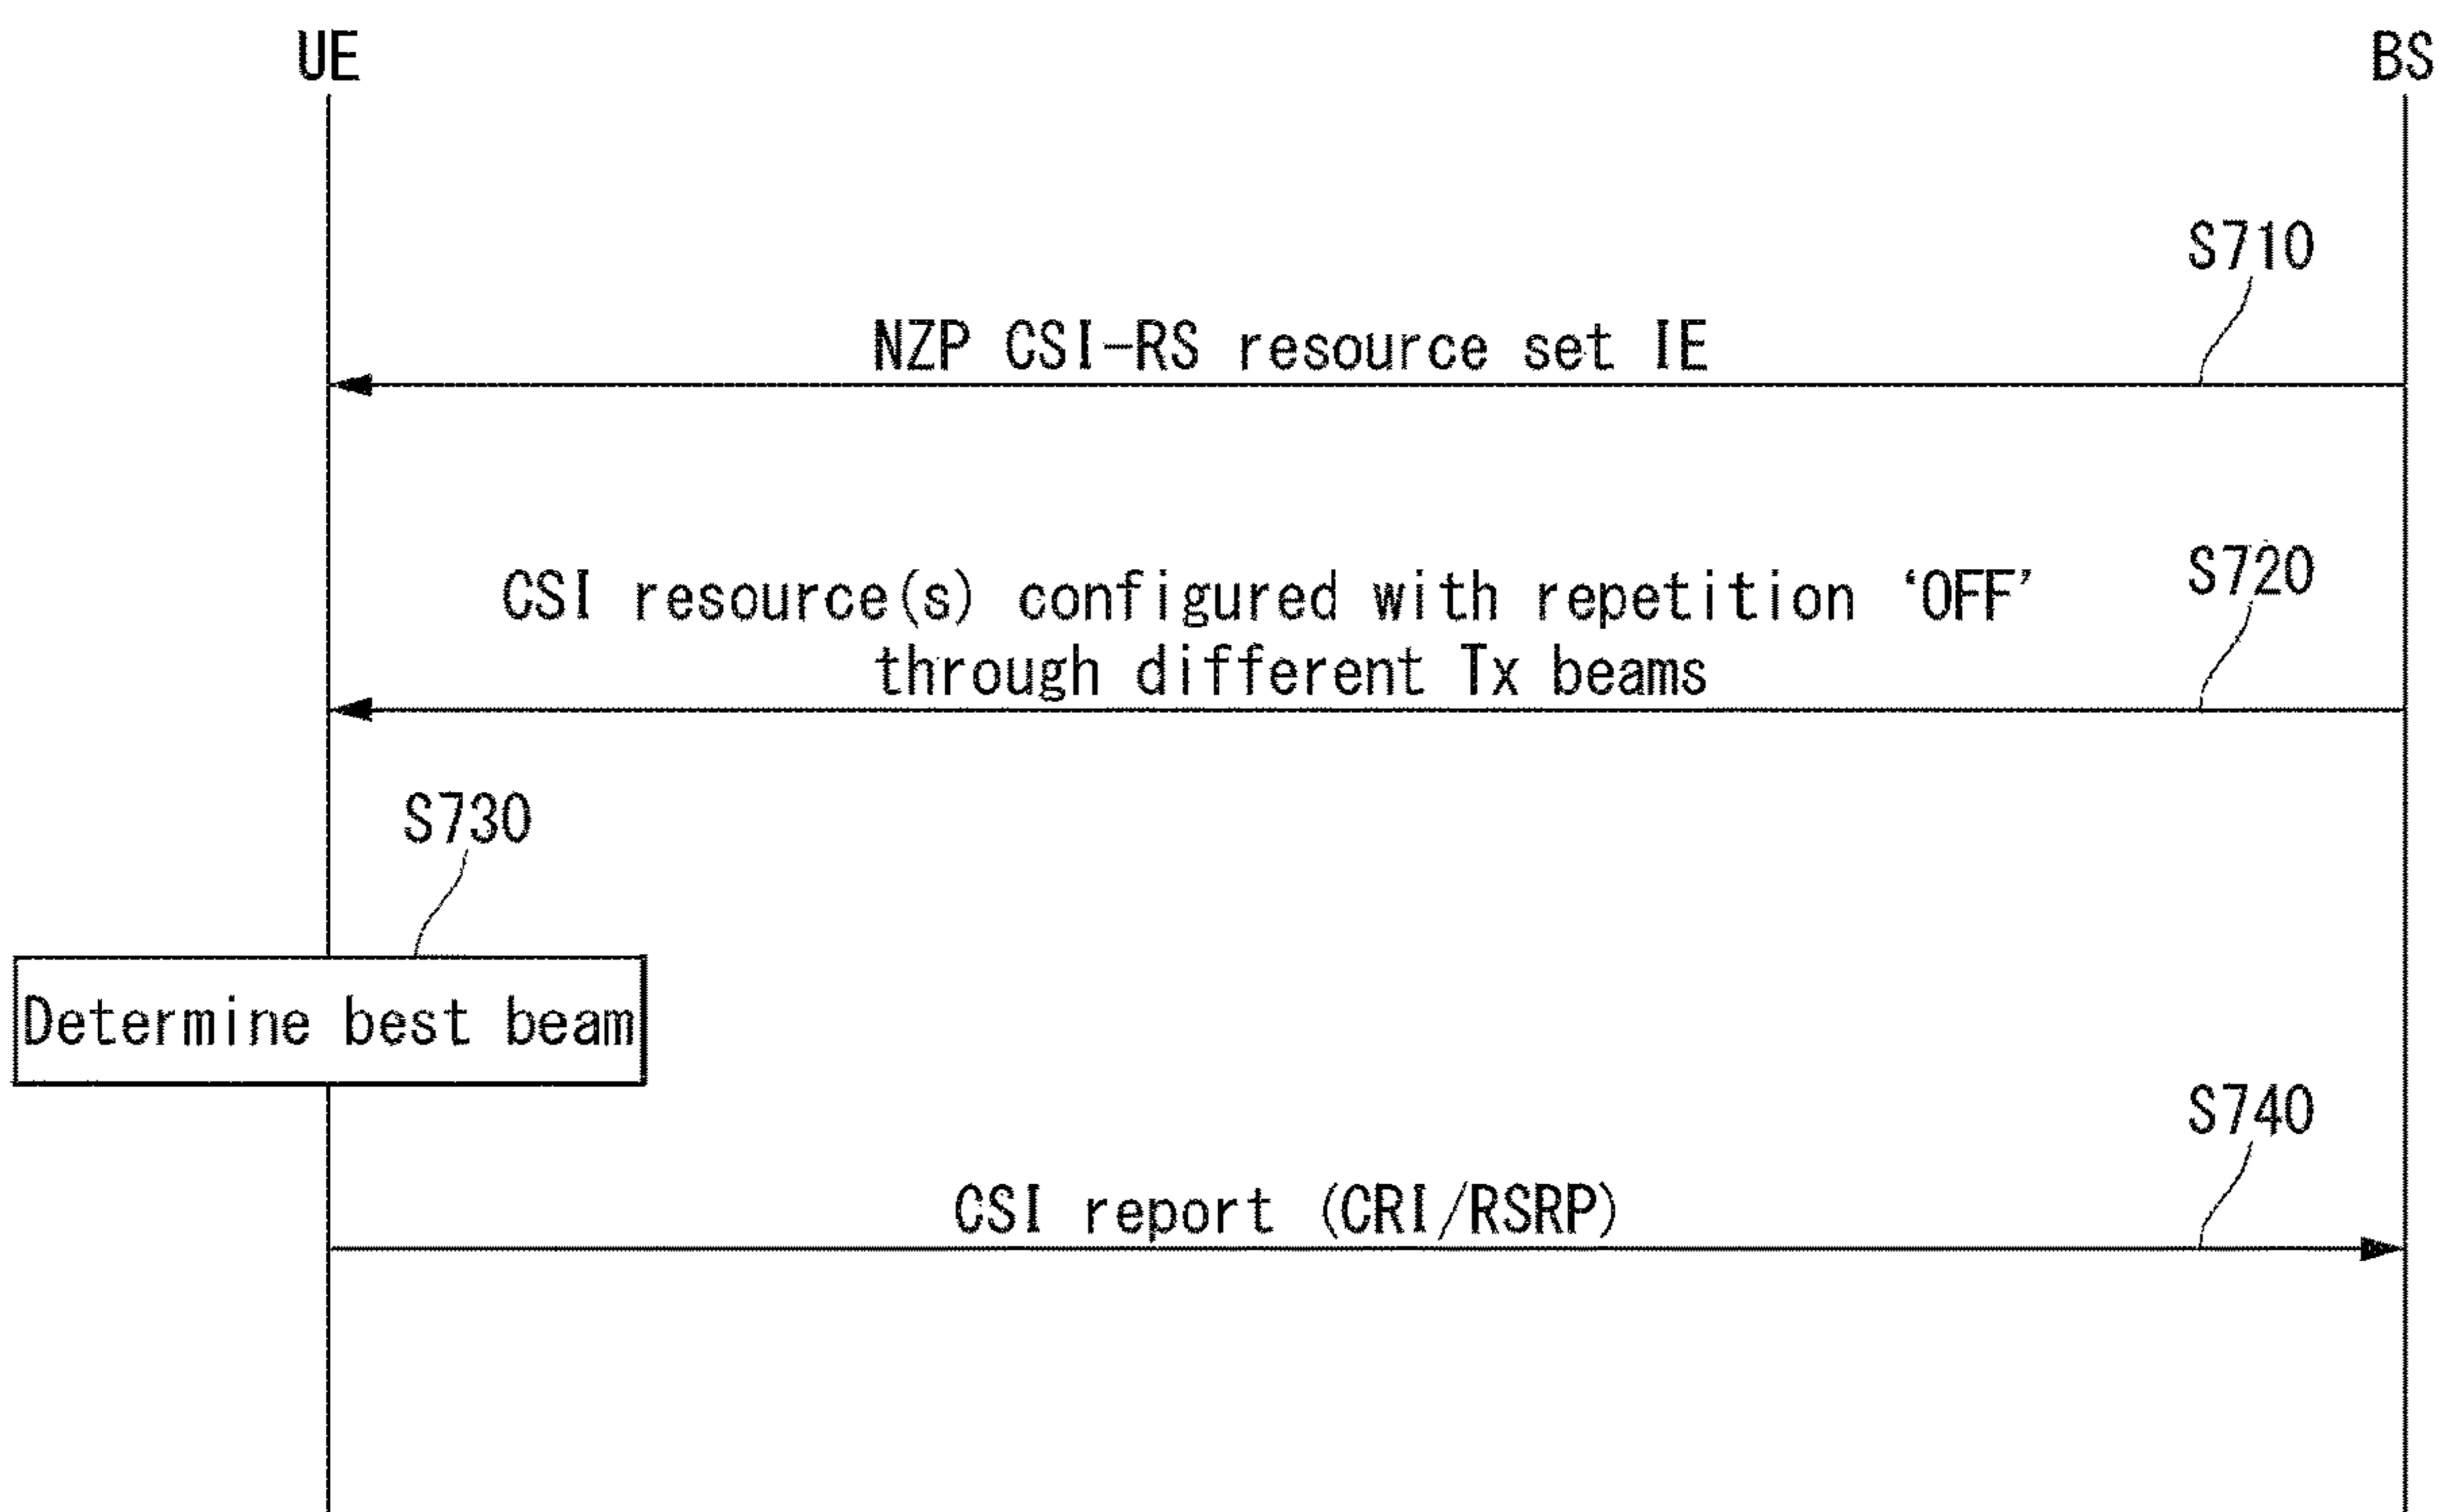 UE
BS
S710
NZP CSI-RS resource set IE
S720
CSI resource(s) configured with repetition ‘OFF’
through different Tx beams
S730
Determine best beam
S740
CSI report (CRI/RSRP)